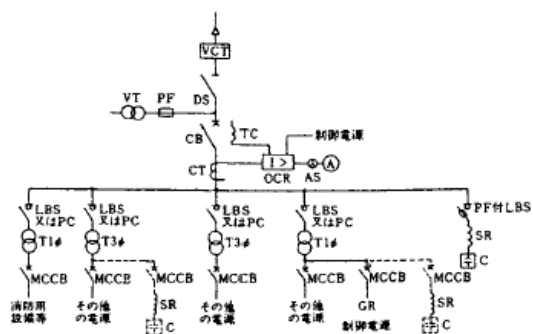 VCT
DS
VT
PF
CB
TC
制御電源
I>
OCR
AS
A
CT
LBS
又はPC
T1φ
MCCB
消防用
設備等
LBS
又はPC
T3φ
MCCB
その他
の電源
MCCB
SR
C
LBS
又はPC
T3φ
MCCB
その他
の電源
LBS
又はPC
T1φ
MCCB
その他
の電源
MCCB
GR
制御電源
MCCB
SR
C
PF付LBS
SR
C